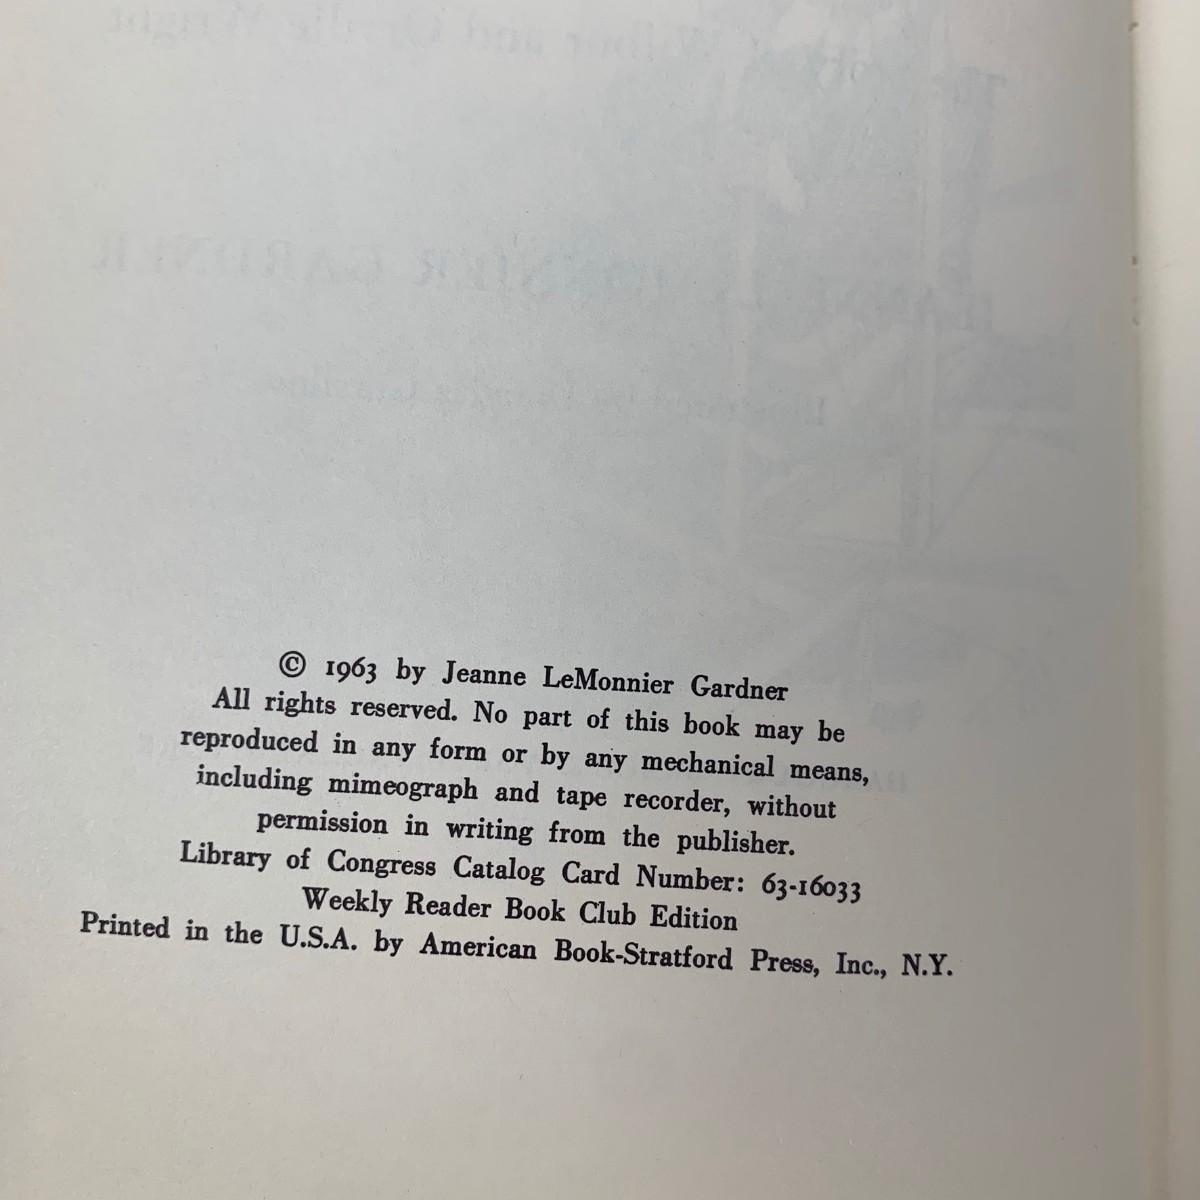 © 1963 by Jeanne LeMonnier Gardner
All rights reserved. No part of this book may be
reproduced in any form or by any mechanical means,
including mimeograph and tape recorder, without
permission in writing from the publisher.
Library of Congress Catalog Card Number: 63-16033
Weekly Reader Book Club Edition
Printed in the U.S.A. by American Book-Stratford Press, Inc., N.Y.